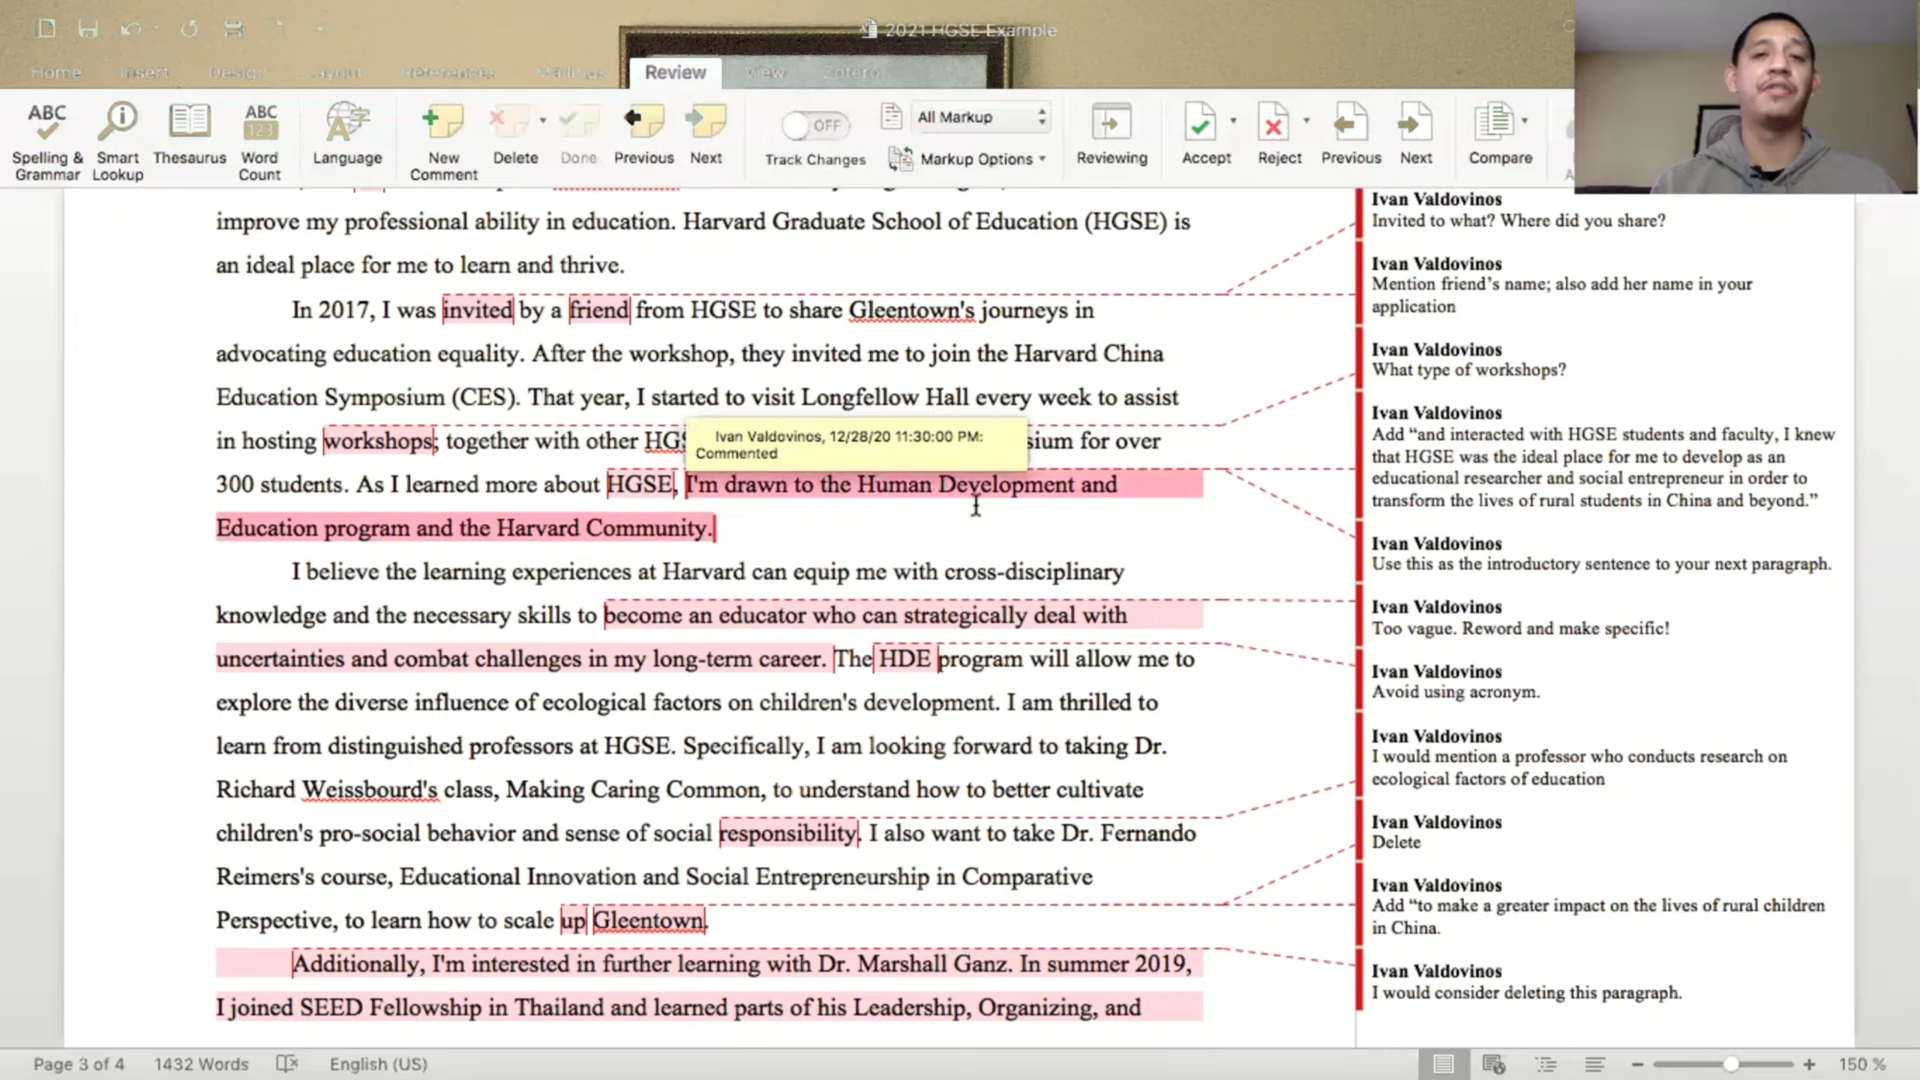 2021 HGSE Example
Home Insert Design Layout References Mailings Review View Zotero
ABC
ABC
123
Spelling & Grammar
Smart Lookup
Thesaurus
Word Count
Language
New Comment
Delete
Done
Previous
Next
OFF
Track Changes
All Markup
Markup Options
Reviewing
Accept
Reject
Previous
Next
Compare
improve my professional ability in education. Harvard Graduate School of Education (HGSE) is
an ideal place for me to learn and thrive.
In 2017, I was invited by a friend from HGSE to share Gleentown's journeys in
advocating education equality. After the workshop, they invited me to join the Harvard China
Education Symposium (CES). That year, I started to visit Longfellow Hall every week to assist
in hosting workshops; together with other HGS
sium for over
Ivan Valdovinos, 12/28/20 11:30:00 PM:
Commented
300 students. As I learned more about HGSE, I'm drawn to the Human Development and
Education program and the Harvard Community.
I believe the learning experiences at Harvard can equip me with cross-disciplinary
knowledge and the necessary skills to become an educator who can strategically deal with
uncertainties and combat challenges in my long-term career. The HDE program will allow me to
explore the diverse influence of ecological factors on children's development. I am thrilled to
learn from distinguished professors at HGSE. Specifically, I am looking forward to taking Dr.
Richard Weissbourd's class, Making Caring Common, to understand how to better cultivate
children's pro-social behavior and sense of social responsibility. I also want to take Dr. Fernando
Reimers's course, Educational Innovation and Social Entrepreneurship in Comparative
Perspective, to learn how to scale up Gleentown.
Additionally, I'm interested in further learning with Dr. Marshall Ganz. In summer 2019,
I joined SEED Fellowship in Thailand and learned parts of his Leadership, Organizing, and
Ivan Valdovinos
Invited to what? Where did you share?
Ivan Valdovinos
Mention friend's name; also add her name in your
application
Ivan Valdovinos
What type of workshops?
Ivan Valdovinos
Add “and interacted with HGSE students and faculty, I knew
that HGSE was the ideal place for me to develop as an
educational researcher and social entrepreneur in order to
transform the lives of rural students in China and beyond.”
Ivan Valdovinos
Use this as the introductory sentence to your next paragraph.
Ivan Valdovinos
Too vague. Reword and make specific!
Ivan Valdovinos
Avoid using acronym.
Ivan Valdovinos
I would mention a professor who conducts research on
ecological factors of education
Ivan Valdovinos
Delete
Ivan Valdovinos
Add “to make a greater impact on the lives of rural children
in China.
Ivan Valdovinos
I would consider deleting this paragraph.
Page 3 of 4 1432 Words English (US) 150 %